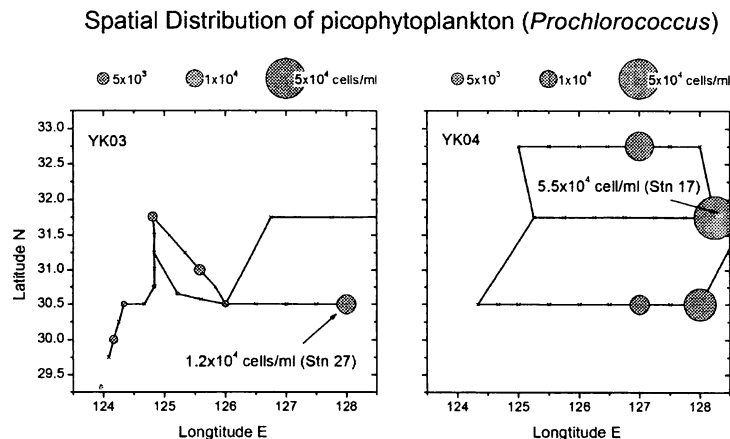 Spatial Distribution of picophytoplankton (Prochlorococcus)
5x10³ 1x10⁴ 5x10⁴ cells/ml
5x10³ 1x10⁴ 5x10⁴ cells/ml
YK03
33.0
32.5
31.5
31.0
30.5
30.0
29.5
Latitude N
1.2x10⁴ cells/ml (Stn 27)
124 125 126 127 128
Longtitude E
YK04
5.5x10⁴ cell/ml (Stn 17)
124 125 126 127 128
Longtitude E